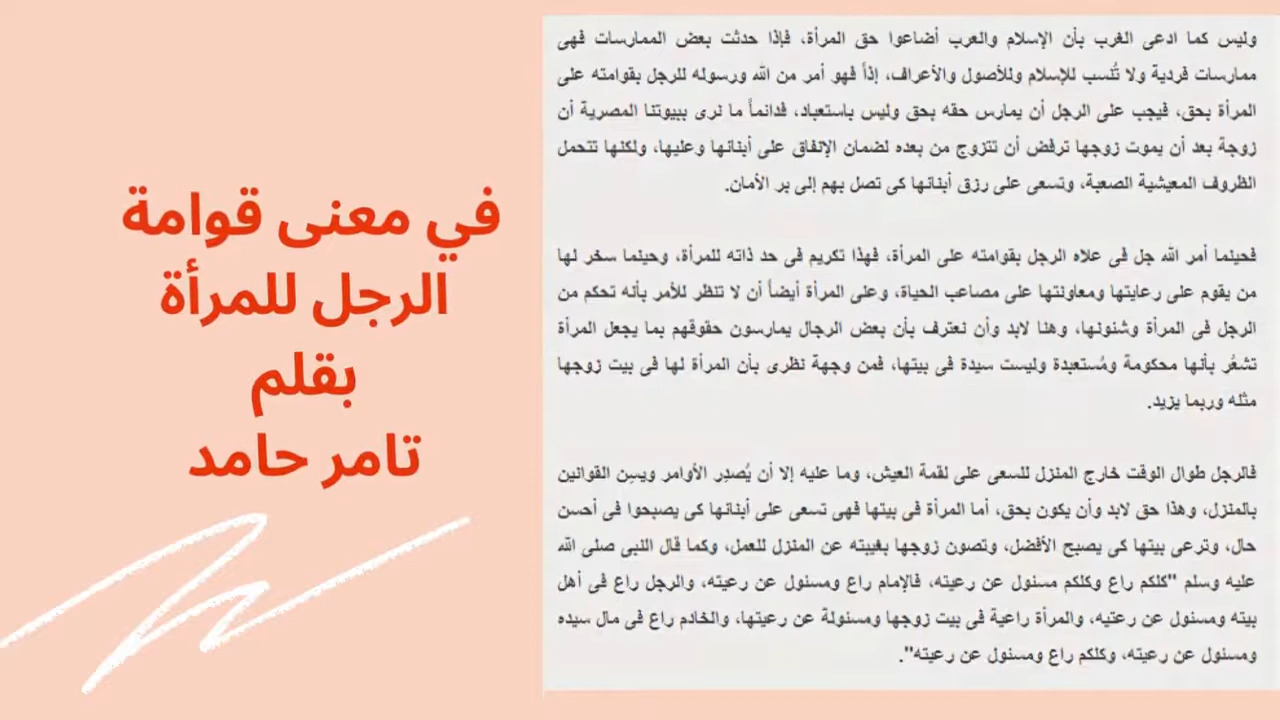 في معنى قوامة
الرجل للمرأة
بقلم
تامر حامد
وليس كما ادعى الغرب بأن الإسلام والعرب أضاعوا حق المرأة، فإذا حدثت بعض الممارسات فهى
ممارسات فردية ولا تُنسب للإسلام وللأصول والأعراف، إذاً فهو أمر من الله ورسوله للرجل بقوامته على
المرأة بحق، فيجب على الرجل أن يمارس حقه بحق وليس باستعباد، فدائماً ما نرى ببيوتنا المصرية أن
زوجة بعد أن يموت زوجها ترفض أن تتزوج من بعده لضمان الإنفاق على أبنائها وعليها، ولكنها تتحمل
الظروف المعيشية الصعبة، وتسعى على رزق أبنائها كى تصل بهم إلى بر الأمان.
فحينما أمر الله جل فى علاه الرجل بقوامته على المرأة، فهذا تكريم فى حد ذاته للمرأة، وحينما سخر لها
من يقوم على رعايتها ومعاونتها على مصاعب الحياة، وعلى المرأة أيضاً أن لا تنظر للأمر بأنه تحكم من
الرجل فى المرأة وشئونها، وهنا لابد وأن نعترف بأن بعض الرجال يمارسون حقوقهم بما يجعل المرأة
تشعُر بأنها محكومة ومُستعبدة وليست سيدة فى بيتها، فمن وجهة نظرى بأن المرأة لها فى بيت زوجها
مثله وربما يزيد.
فالرجل طوال الوقت خارج المنزل للسعى على لقمة العيش، وما عليه إلا أن يُصدِر الأوامر ويسِن القوانين
بالمنزل، وهذا حق لابد وأن يكون بحق، أما المرأة فى بيتها فهى تسعى على أبنائها كى يصبحوا فى أحسن
حال، وترعى بيتها كى يصبح الأفضل، وتصون زوجها بغيبته عن المنزل للعمل، وكما قال النبى صلى الله
عليه وسلم "كلكم راع وكلكم مسئول عن رعيته، فالإمام راع ومسئول عن رعيته، والرجل راع فى أهل
بيته ومسئول عن رعتيه، والمرأة راعية فى بيت زوجها ومسئولة عن رعيتها، والخادم راع فى مال سيده
ومسئول عن رعيته، وكلكم راع ومسئول عن رعيته".